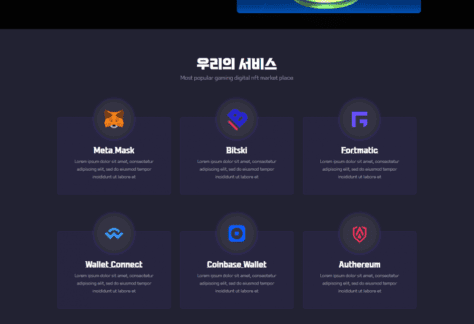 우리의 서비스
Most popular gaming digital nft market place
Meta Mask
Bitski
Fortmatic
Lorem ipsum dolor sit amet, consectetur
Lorem ipsum dolor sit amet, consectetur
Lorem ipsum dolor sit amet, consectetur
adipiscing elit, sed do eiusmod tempor
adipiscing elit, sed do eiusmod tempor
adipiscing elit, sed do eiusmod tempor
incididunt ut labore et
incididunt ut labore et
incididunt ut labore et
Wallet Connect
Coinbase Wallet
Authereum
Lorem ipsum dolor sit amet, consectetur
Lorem ipsum dolor sit amet, consectetur
Lorem ipsum dolor sit amet, consectetur
adipiscing elit, sed do eiusmod tempor
adipiscing elit, sed do eiusmod tempor
adipiscing elit, sed do eiusmod tempor
incididunt ut labore et
incididunt ut labore et
incididunt ut labore et